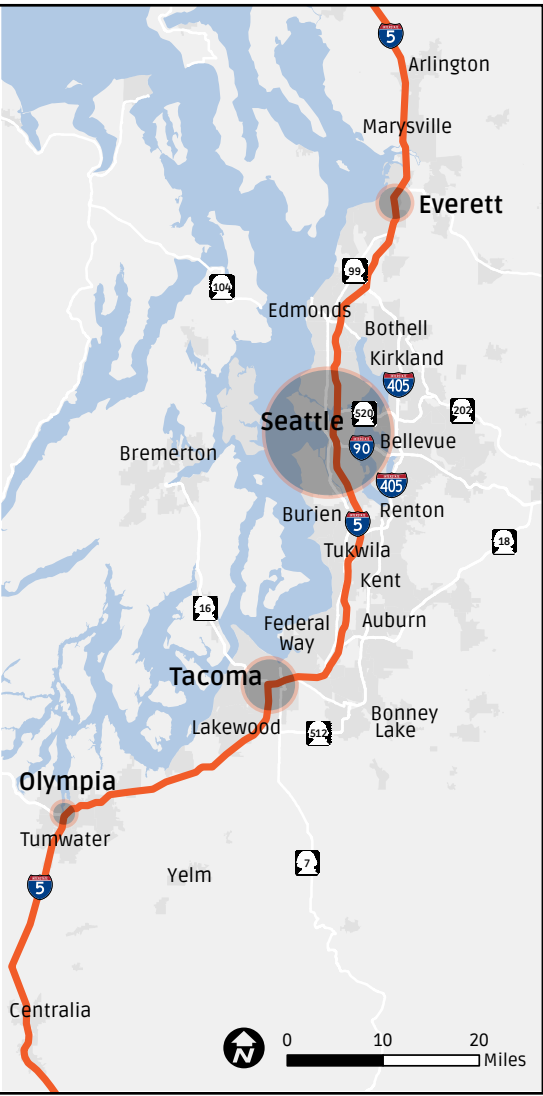 5
Arlington
Marysville
Everett
99
104
Edmonds
Bothell
Kirkland
405
520
202
Seattle
90
Bellevue
Bremerton
405
Burien
5
Renton
18
Tukwila
Kent
16
Federal
Way
Auburn
Tacoma
Lakewood
512
Bonney
Lake
Olympia
Tumwater
7
5
Yelm
Centralia
N
0 10 20
Miles